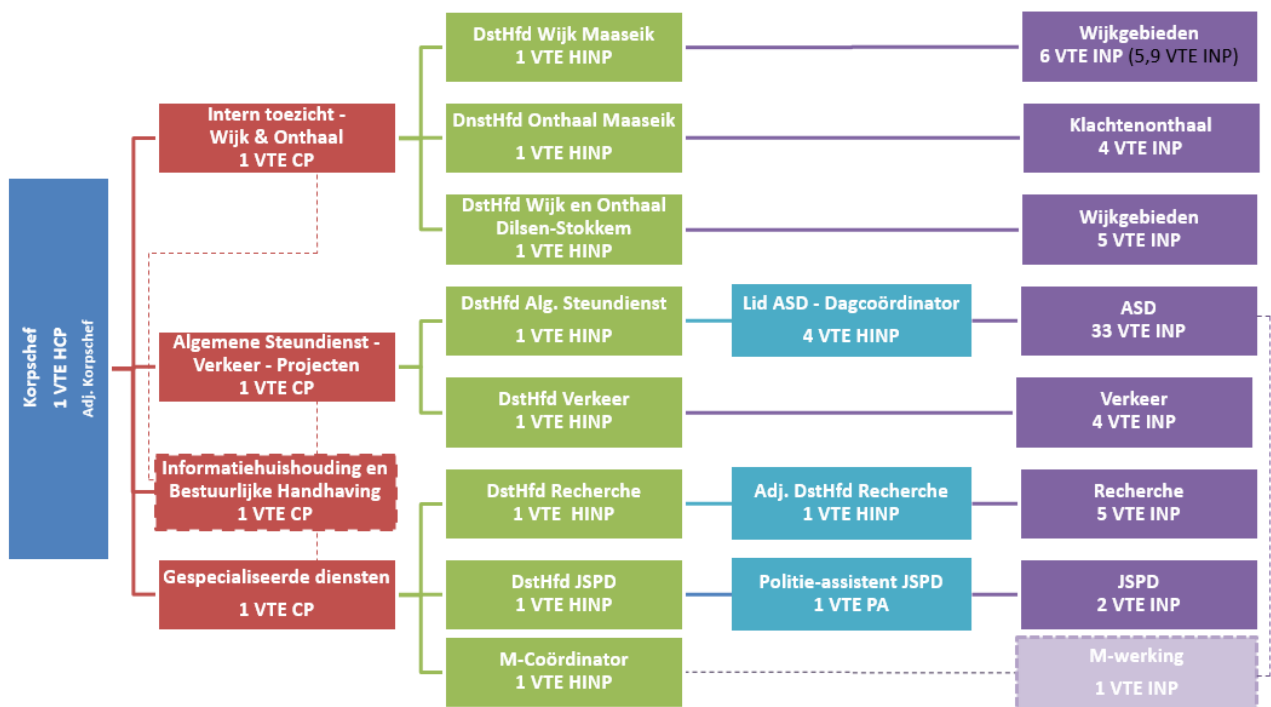 Korpschef
1 VTE HCP
Adj. Korpschef
Intern toezicht -
Wijk & Onthaal
1 VTE CP
Algemene Steundienst -
Verkeer - Projecten
1 VTE CP
Informatiehuishouding en
Bestuurlijke Handhaving
1 VTE CP
Gespecialiseerde diensten
1 VTE CP
DstHfd Wijk Maaseik
1 VTE HINP
DnstHfd Onthaal Maaseik
1 VTE HINP
DstHfd Wijk en Onthaal
Dilsen-Stokkem
1 VTE HINP
DstHfd Alg. Steundienst
1 VTE HINP
DstHfd Verkeer
1 VTE HINP
DstHfd Recherche
1 VTE  HINP
DstHfd JSPD
1 VTE HINP
M-Coördinator
1 VTE HINP
Lid ASD - Dagcoördinator
4 VTE HINP
Adj. DstHfd Recherche
1 VTE HINP
Politie-assistent JSPD
1 VTE PA
Wijkgebieden
6 VTE INP (5,9 VTE INP)
Klachtenonthaal
4 VTE INP
Wijkgebieden
5 VTE INP
ASD
33 VTE INP
Verkeer
4 VTE INP
Recherche
5 VTE INP
JSPD
2 VTE INP
M-werking
1 VTE INP